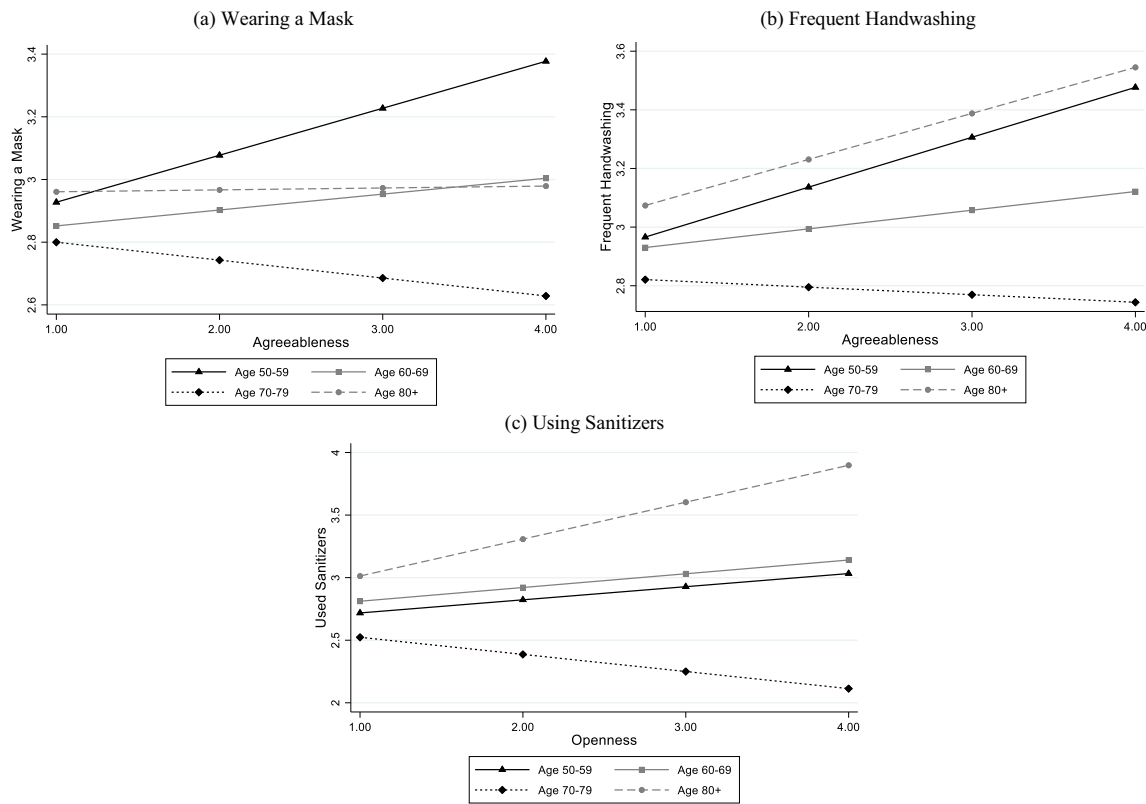 (a) Wearing a Mask
Wearing a Mask
3.4
3.2
3
2.8
2.6
1.00 2.00 3.00 4.00
Agreeableness
Age 50-59 Age 60-69
Age 70-79 Age 80+
(b) Frequent Handwashing
Frequent Handwashing
3.6
3.4
3.2
3
2.8
1.00 2.00 3.00 4.00
Agreeableness
Age 50-59 Age 60-69
Age 70-79 Age 80+
(c) Using Sanitizers
Used Sanitizers
4
3.5
3
2.5
2
1.00 2.00 3.00 4.00
Openness
Age 50-59 Age 60-69
Age 70-79 Age 80+